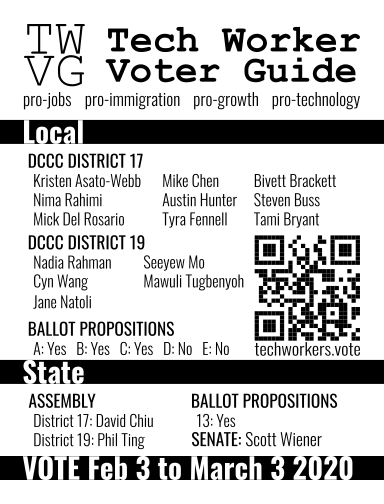 TW Tech Worker
VG Voter Guide
pro-jobs pro-immigration pro-growth pro-technology
Local
DCCC DISTRICT 17
Kristen Asato-Webb Mike Chen Bivett Brackett
Nima Rahimi Austin Hunter Steven Buss
Mick Del Rosario Tyra Fennell Tami Bryant
DCCC DISTRICT 19
Nadia Rahman Seeyew Mo
Cyn Wang Mawuli Tugbenyoh
Jane Natoli
BALLOT PROPOSITIONS
A: Yes B: Yes C: Yes D: No E: No
techworkers.vote
State
ASSEMBLY BALLOT PROPOSITIONS
District 17: David Chiu 13: Yes
District 19: Phil Ting SENATE: Scott Wiener
VOTE Feb 3 to March 3 2020